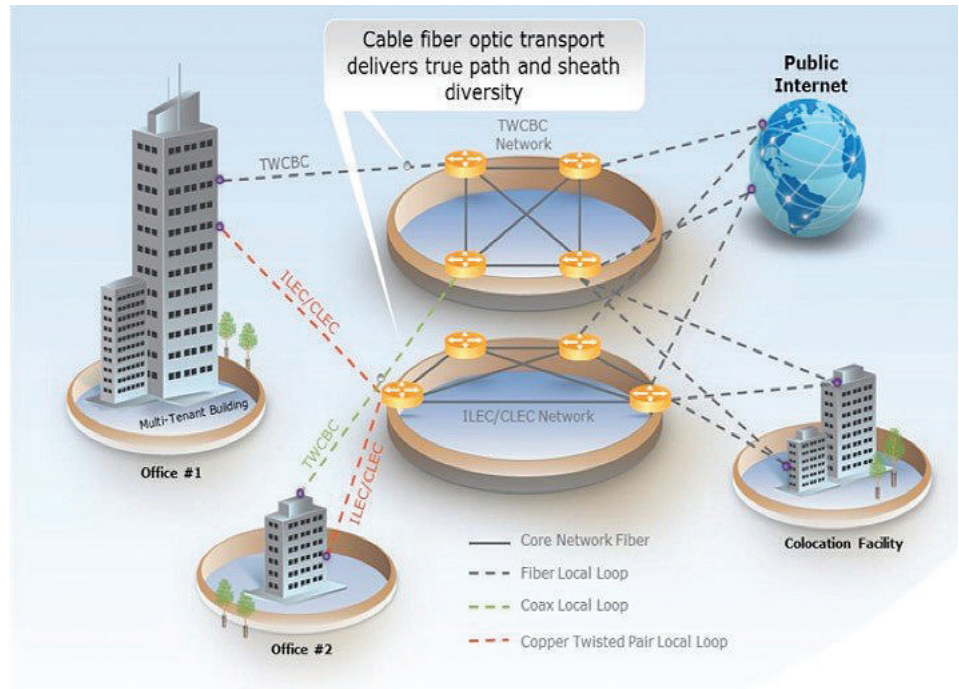 Cable fiber optic transport
delivers true path and sheath
diversity
Public
Internet
TWCBC
Network
TWCBC
ILEC/CLEC
Multi-Tenant Building
Office #1
ILEC/CLEC Network
TWCBC
ILEC/CLEC
Office #2
Colocation Facility
Core Network Fiber
Fiber Local Loop
Coax Local Loop
Copper Twisted Pair Local Loop